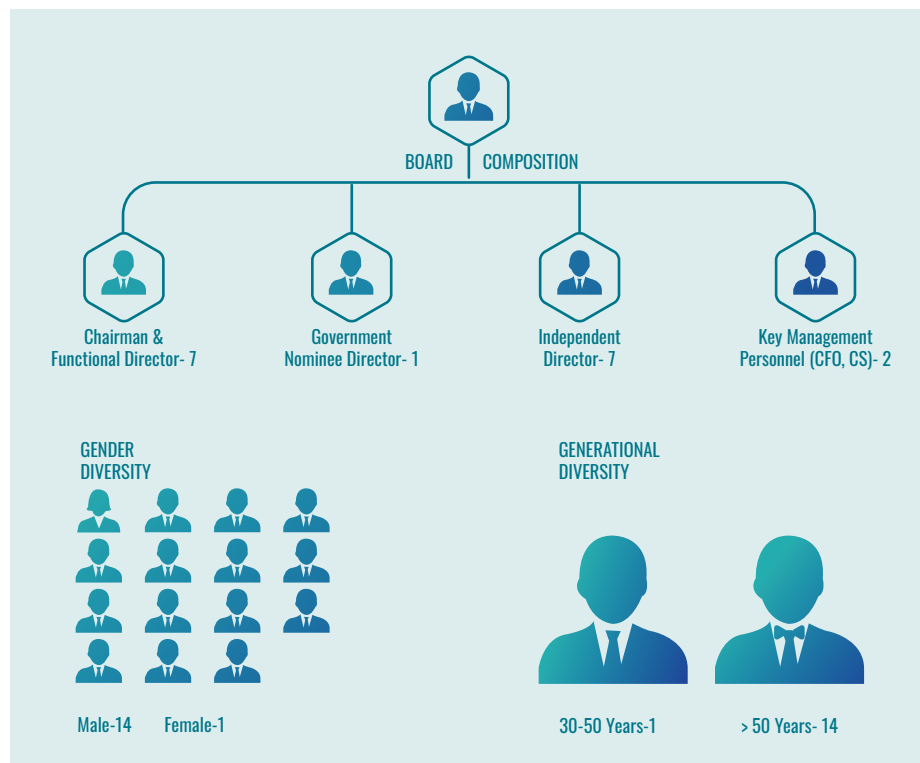 BOARD COMPOSITION
Chairman &
Functional Director- 7
Government
Nominee Director- 1
Independent
Director- 7
Key Management
Personnel (CFO, CS)- 2
GENDER
DIVERSITY
Male-14 Female-1
GENERATIONAL
DIVERSITY
30-50 Years-1 > 50 Years- 14